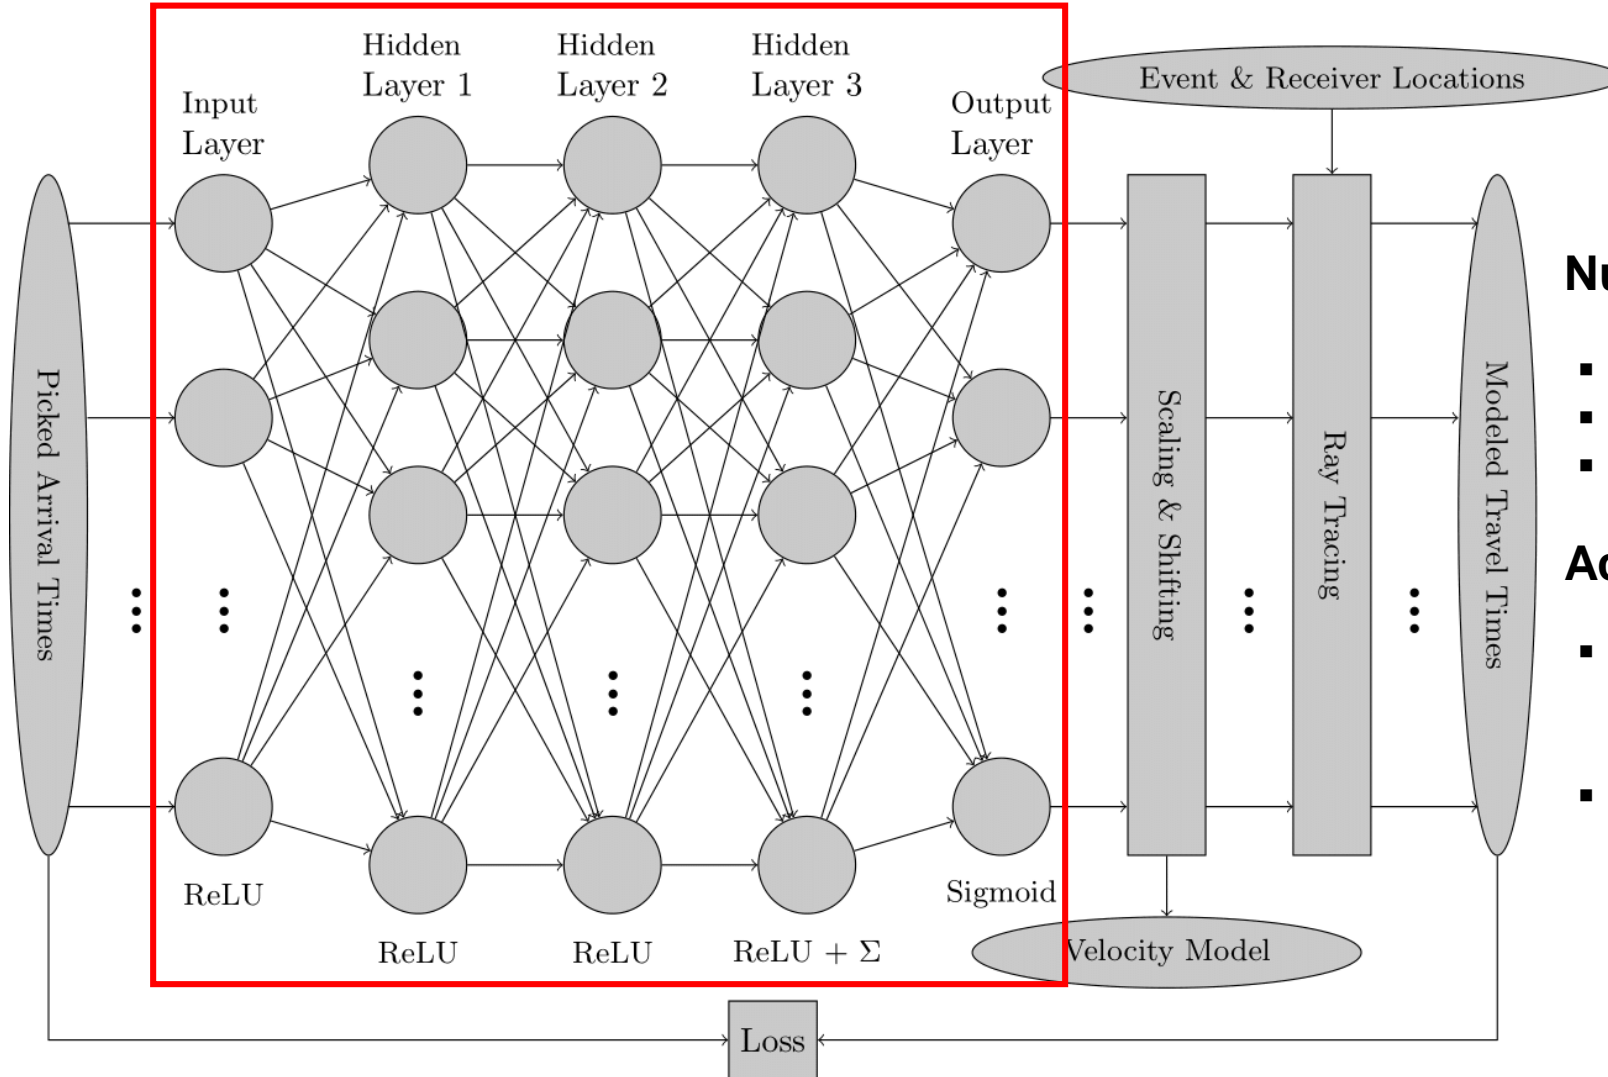 Hidden
Layer 1
Hidden
Layer 2
Hidden
Layer 3
Input
Layer
Output
Layer
Event & Receiver Locations
Picked Arrival Times
Scaling & Shifting
Ray Tracing
Modeled Travel Times
ReLU
ReLU
ReLU
ReLU + Σ
Sigmoid
Velocity Model
Loss